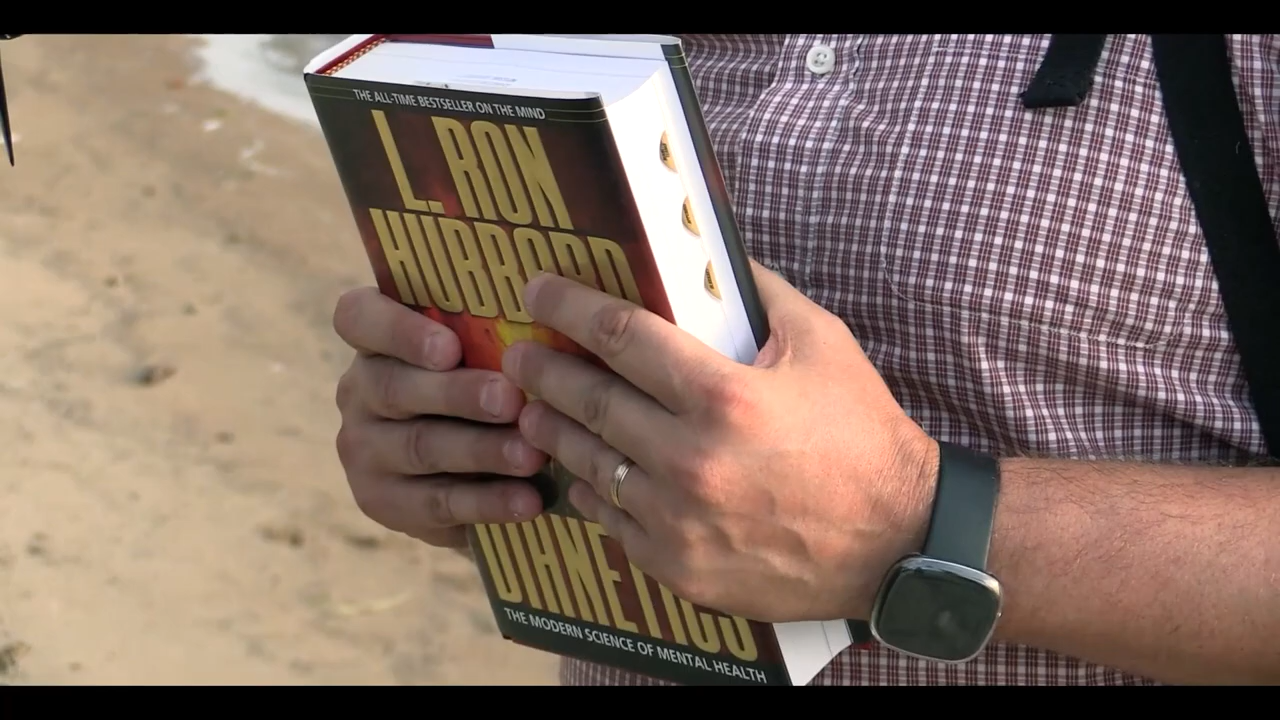 THE ALL-TIME BESTSELLER ON THE MIND
L. RON
HUBBARD
DIANETICS
THE MODERN SCIENCE OF MENTAL HEALTH